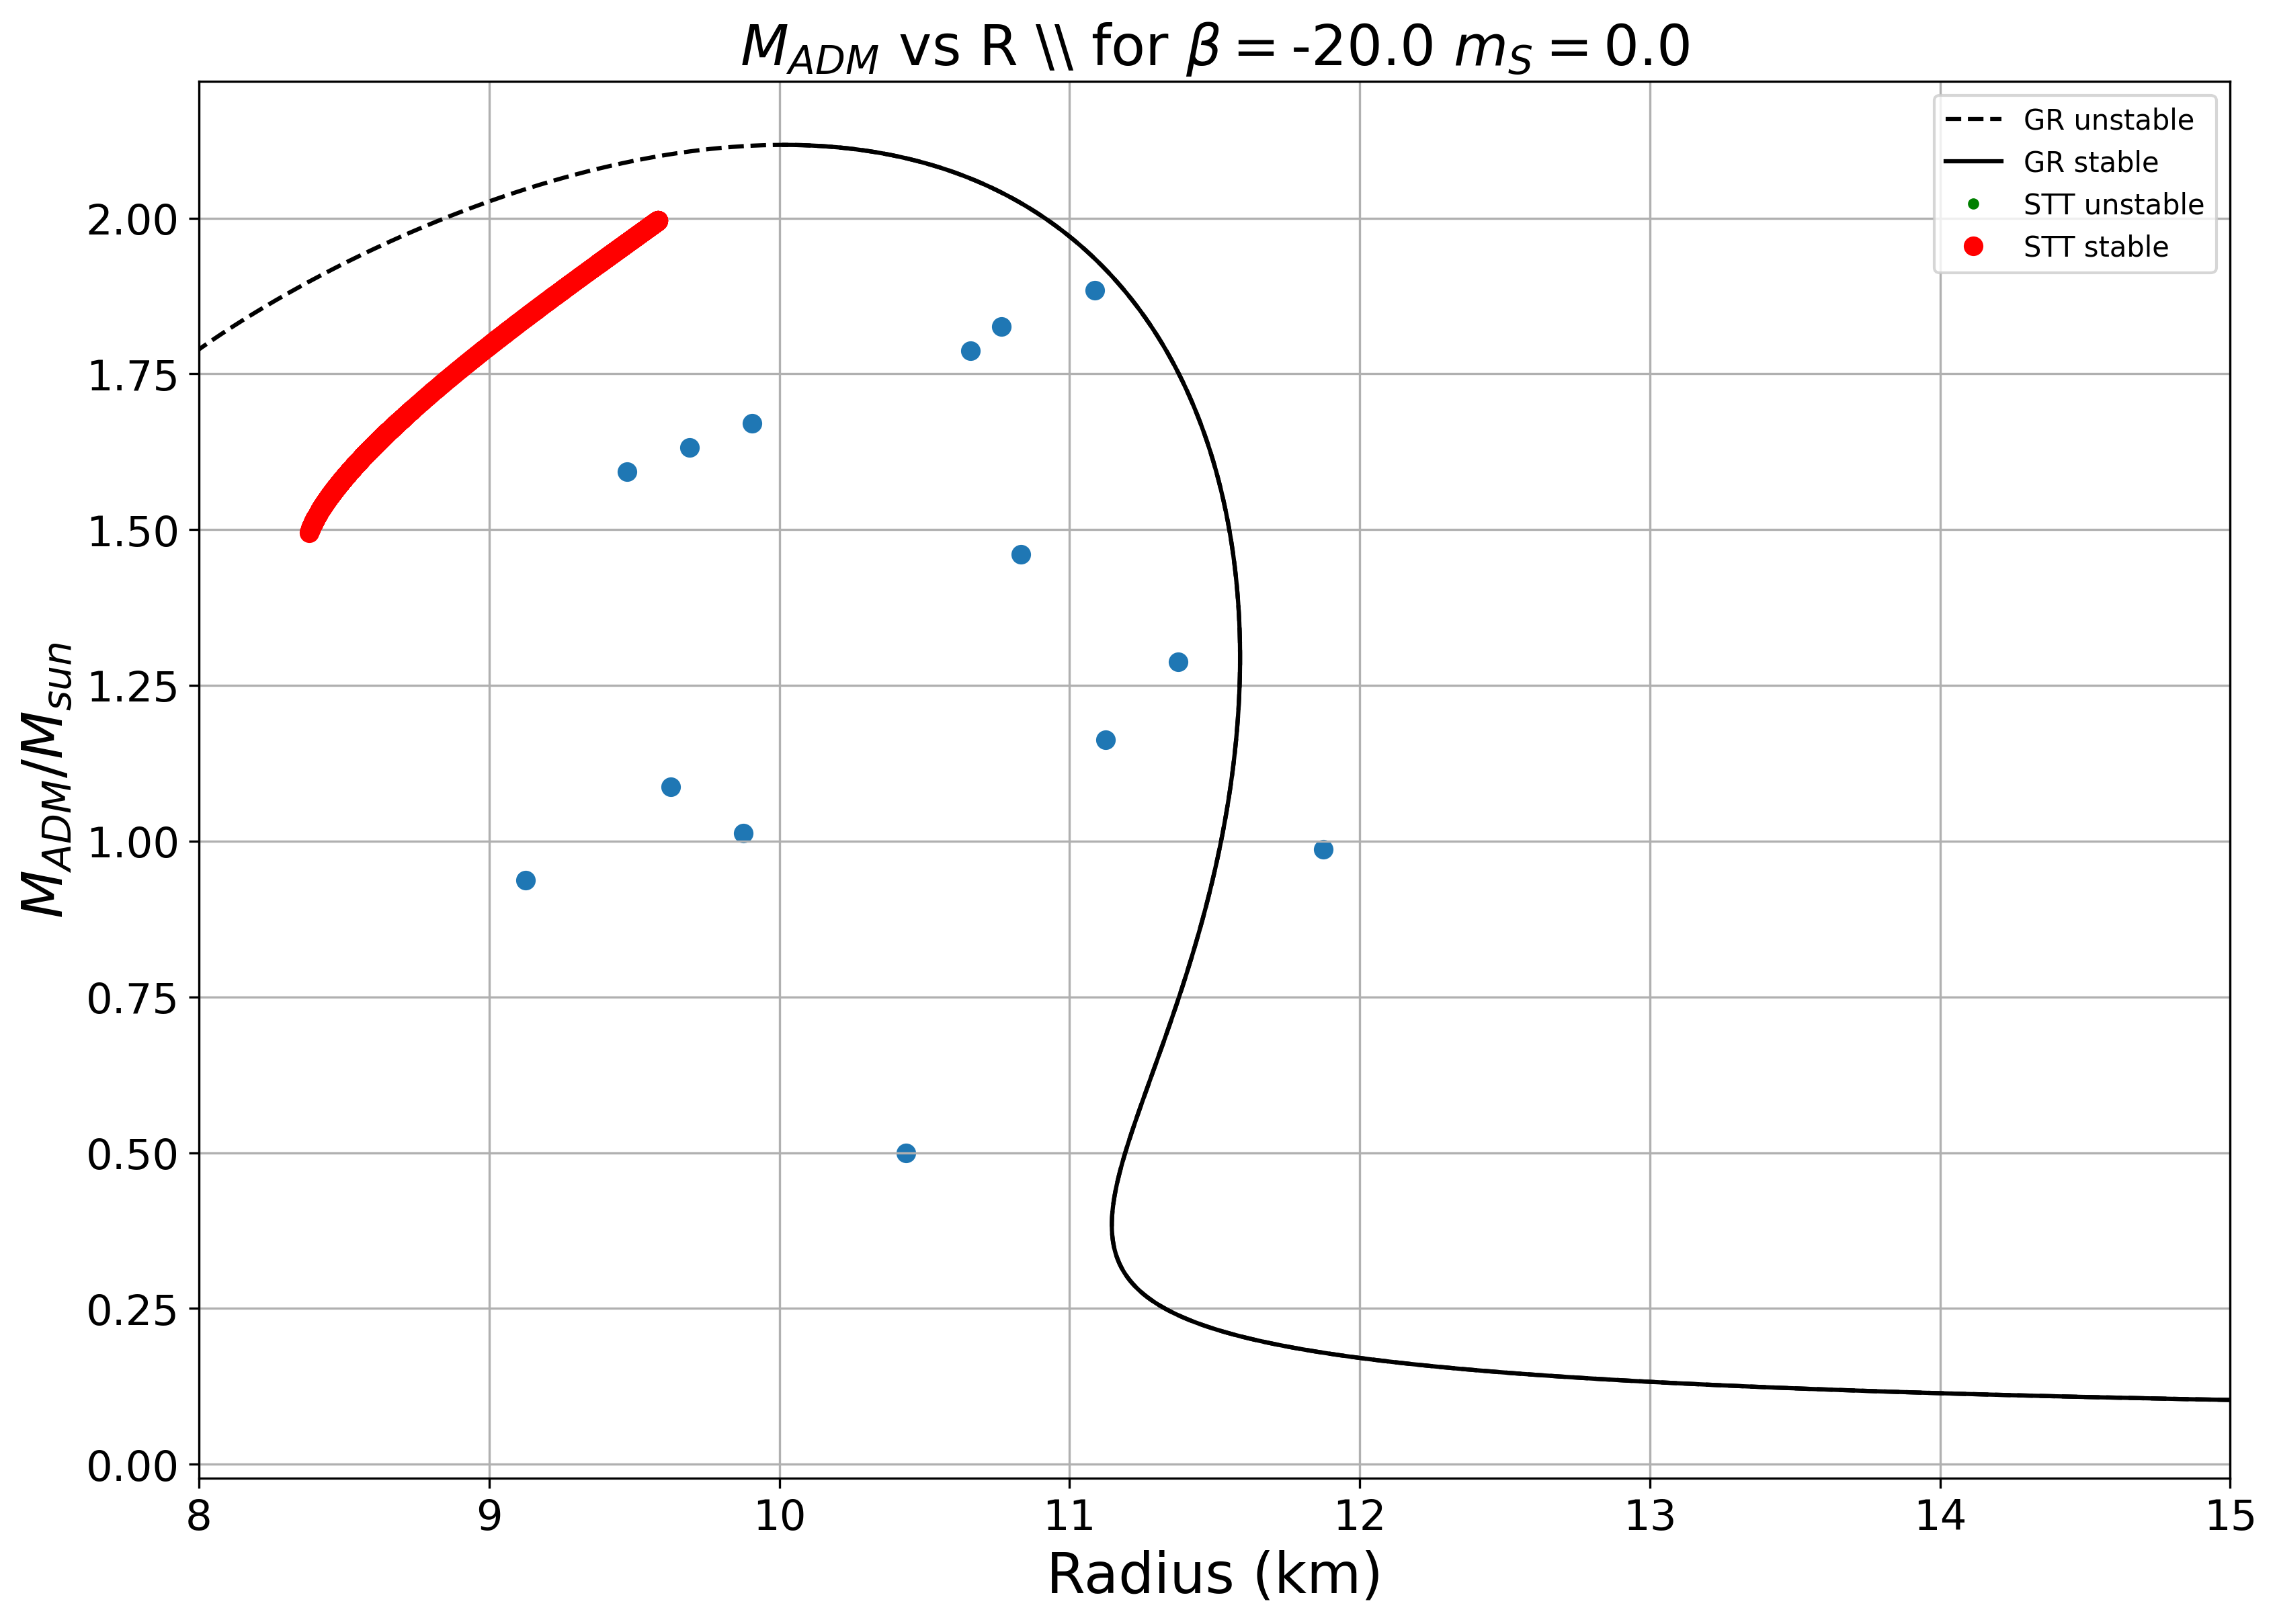 M_ADM vs R \\ for β = -20.0 m_S = 0.0
GR unstable
GR stable
STT unstable
STT stable
M_ADM/M_sun
2.00
1.75
1.50
1.25
1.00
0.75
0.50
0.25
0.00
8 9 10 11 12 13 14 15
Radius (km)